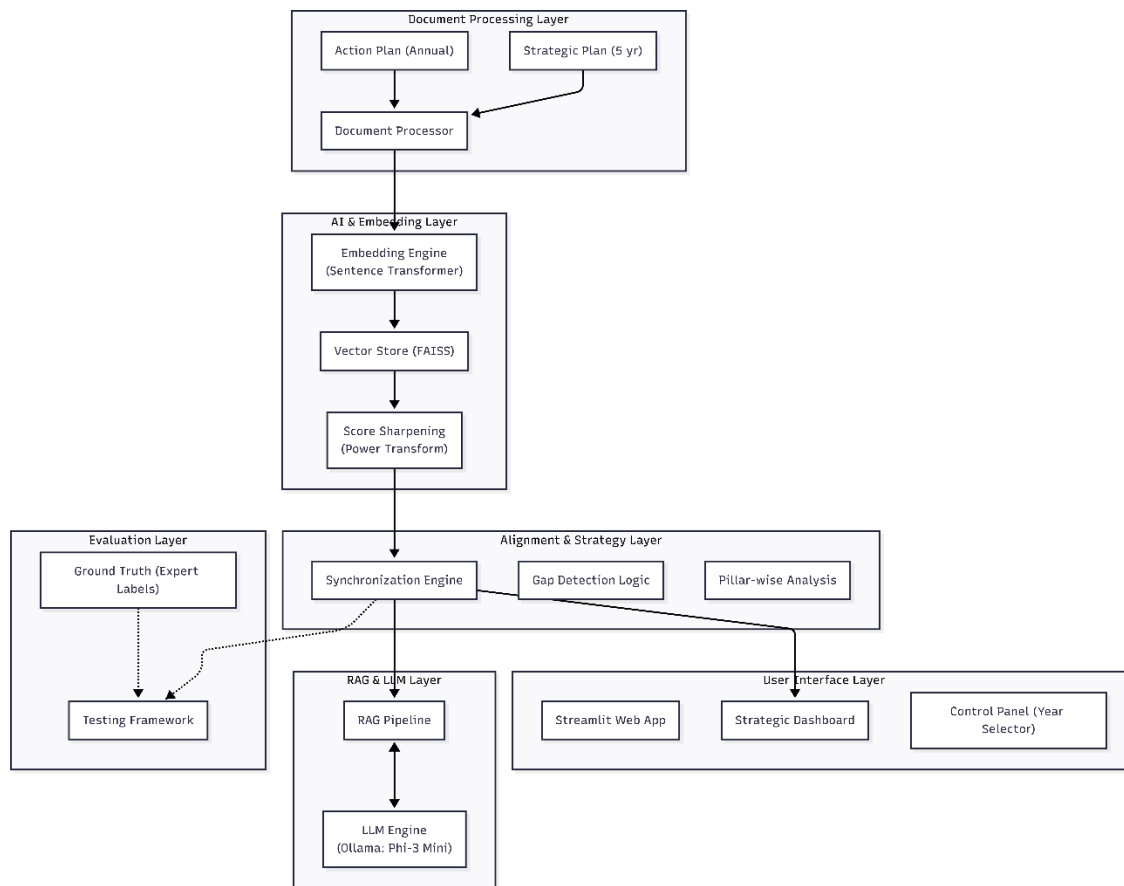 Document Processing Layer
Action Plan (Annual)
Strategic Plan (5 yr)
Document Processor
AI & Embedding Layer
Embedding Engine
(Sentence Transformer)
Vector Store (FAISS)
Score Sharpening
(Power Transform)
Evaluation Layer
Ground Truth (Expert
Labels)
Testing Framework
Alignment & Strategy Layer
Synchronization Engine
Gap Detection Logic
Pillar-wise Analysis
RAG & LLM Layer
RAG Pipeline
LLM Engine
(Ollama: Phi-3 Mini)
User Interface Layer
Streamlit Web App
Strategic Dashboard
Control Panel (Year
Selector)